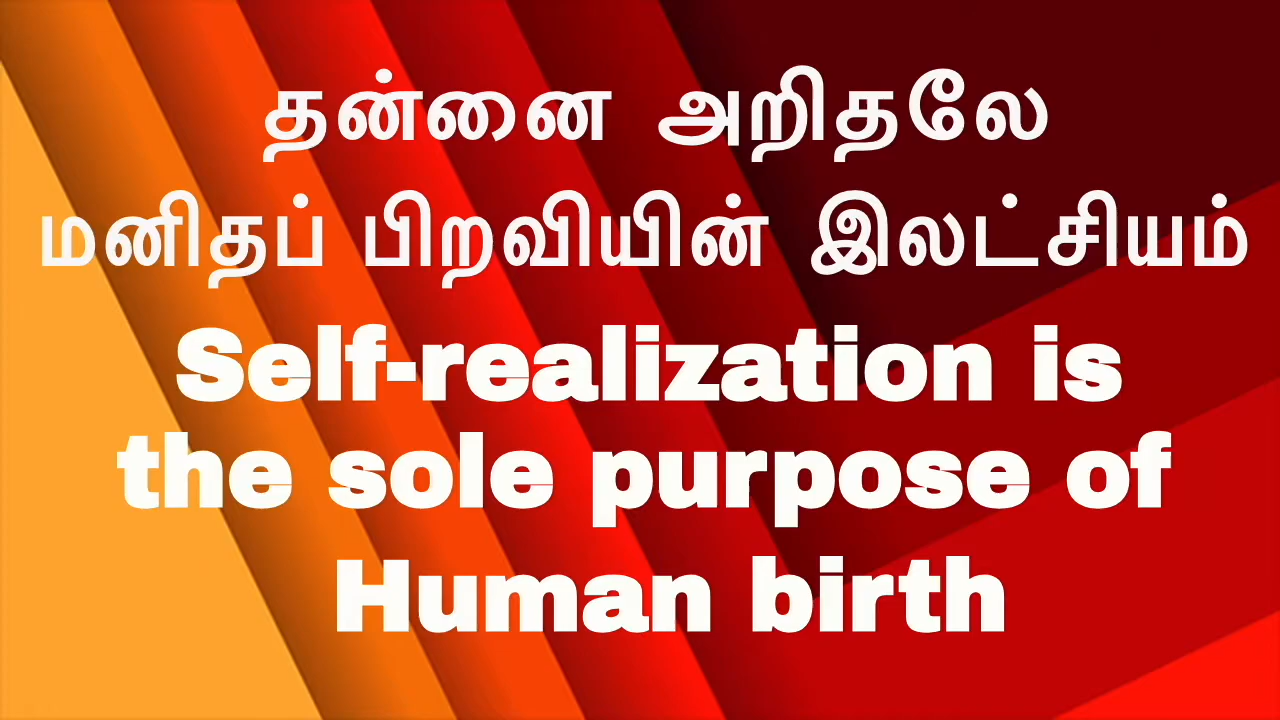 தன்னை அறிதலே
மனிதப் பிறவியின் இலட்சியம்
Self-realization is
the sole purpose of
Human birth